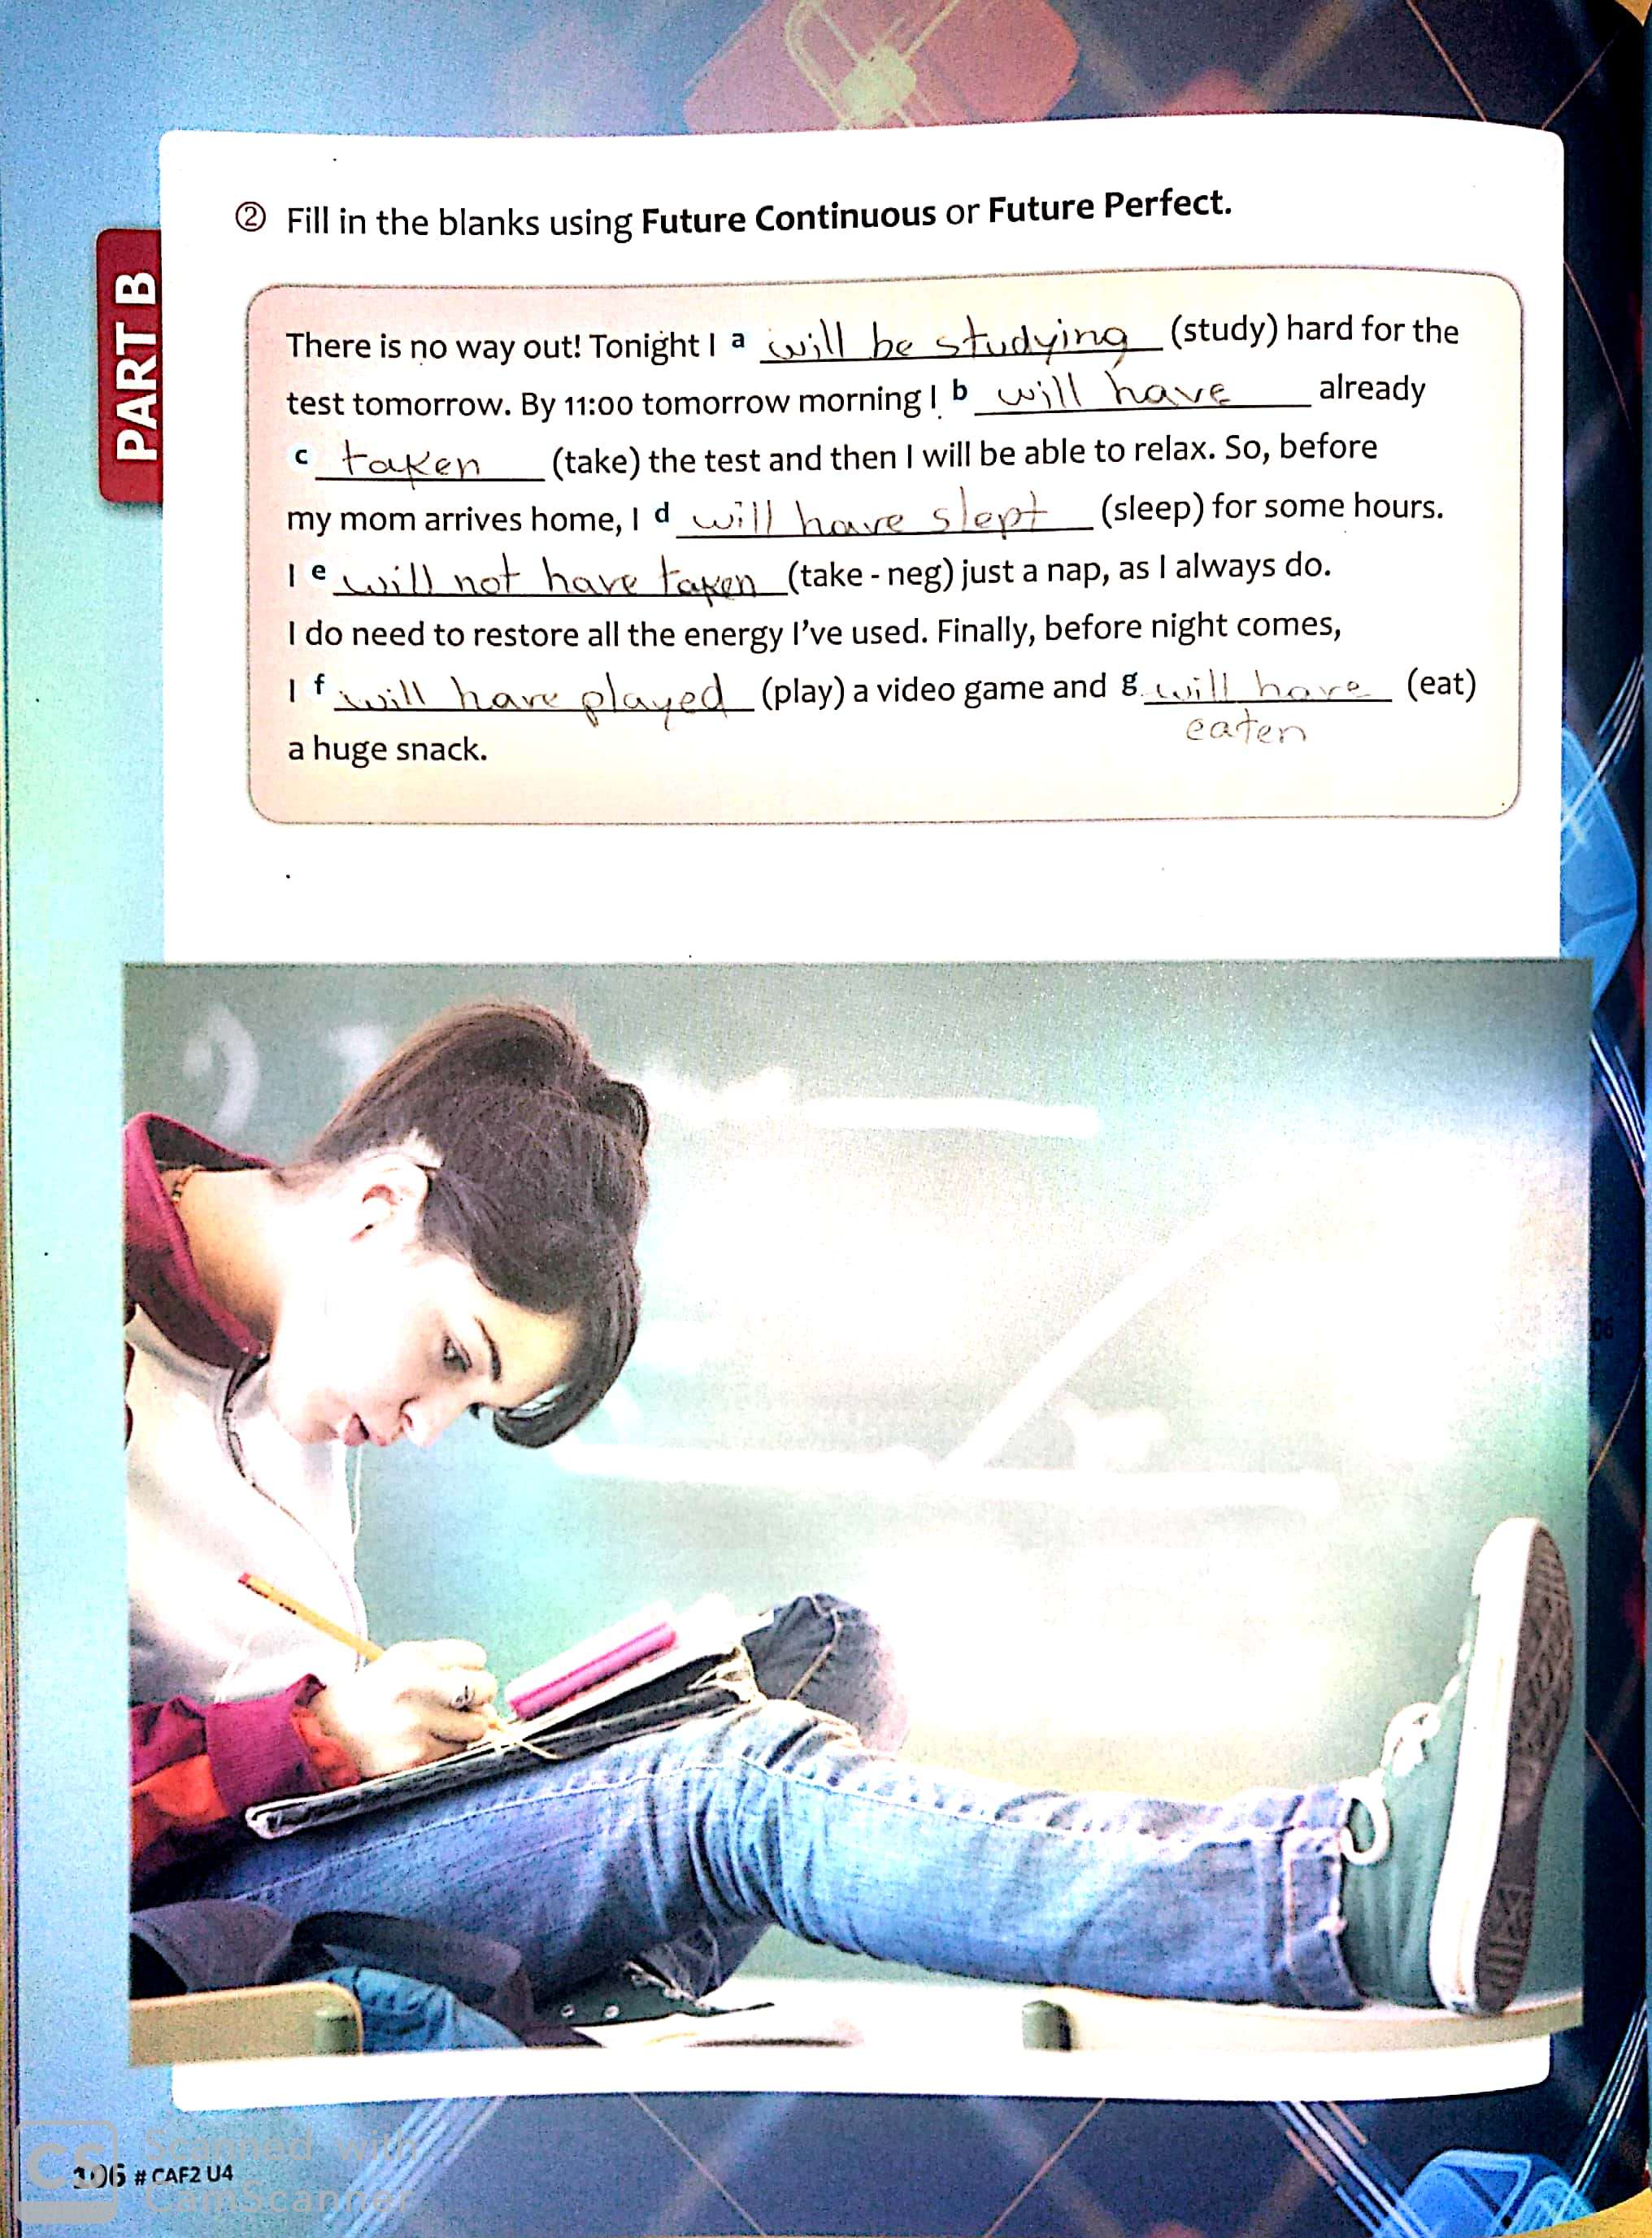 ② Fill in the blanks using Future Continuous or Future Perfect.
PART B
There is no way out! Tonight I a will be studying (study) hard for the
test tomorrow. By 11:00 tomorrow morning I b will have already
c taken (take) the test and then I will be able to relax. So, before
my mom arrives home, I d will have slept (sleep) for some hours.
I e will not have taken (take - neg) just a nap, as I always do.
I do need to restore all the energy I've used. Finally, before night comes,
I f will have played (play) a video game and g will have (eat)
eaten
a huge snack.
06
CS Scanned with
CamScanner
106 # CAF2 U4